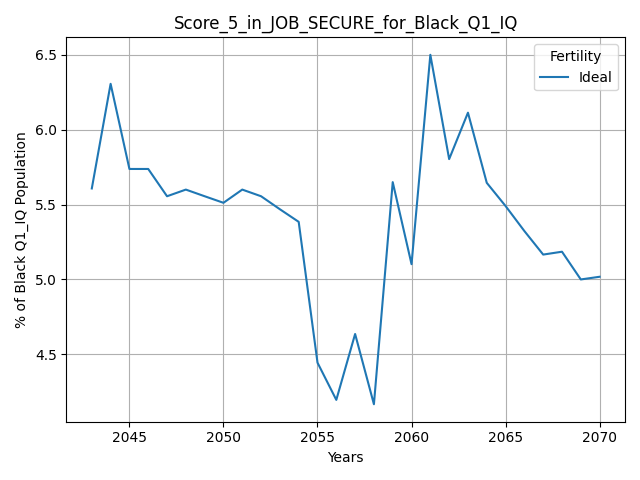 Score_5_in_JOB_SECURE_for_Black_Q1_IQ
Fertility
Ideal
% of Black Q1_IQ Population
6.5
6.0
5.5
5.0
4.5
2045 2050 2055 2060 2065 2070
Years